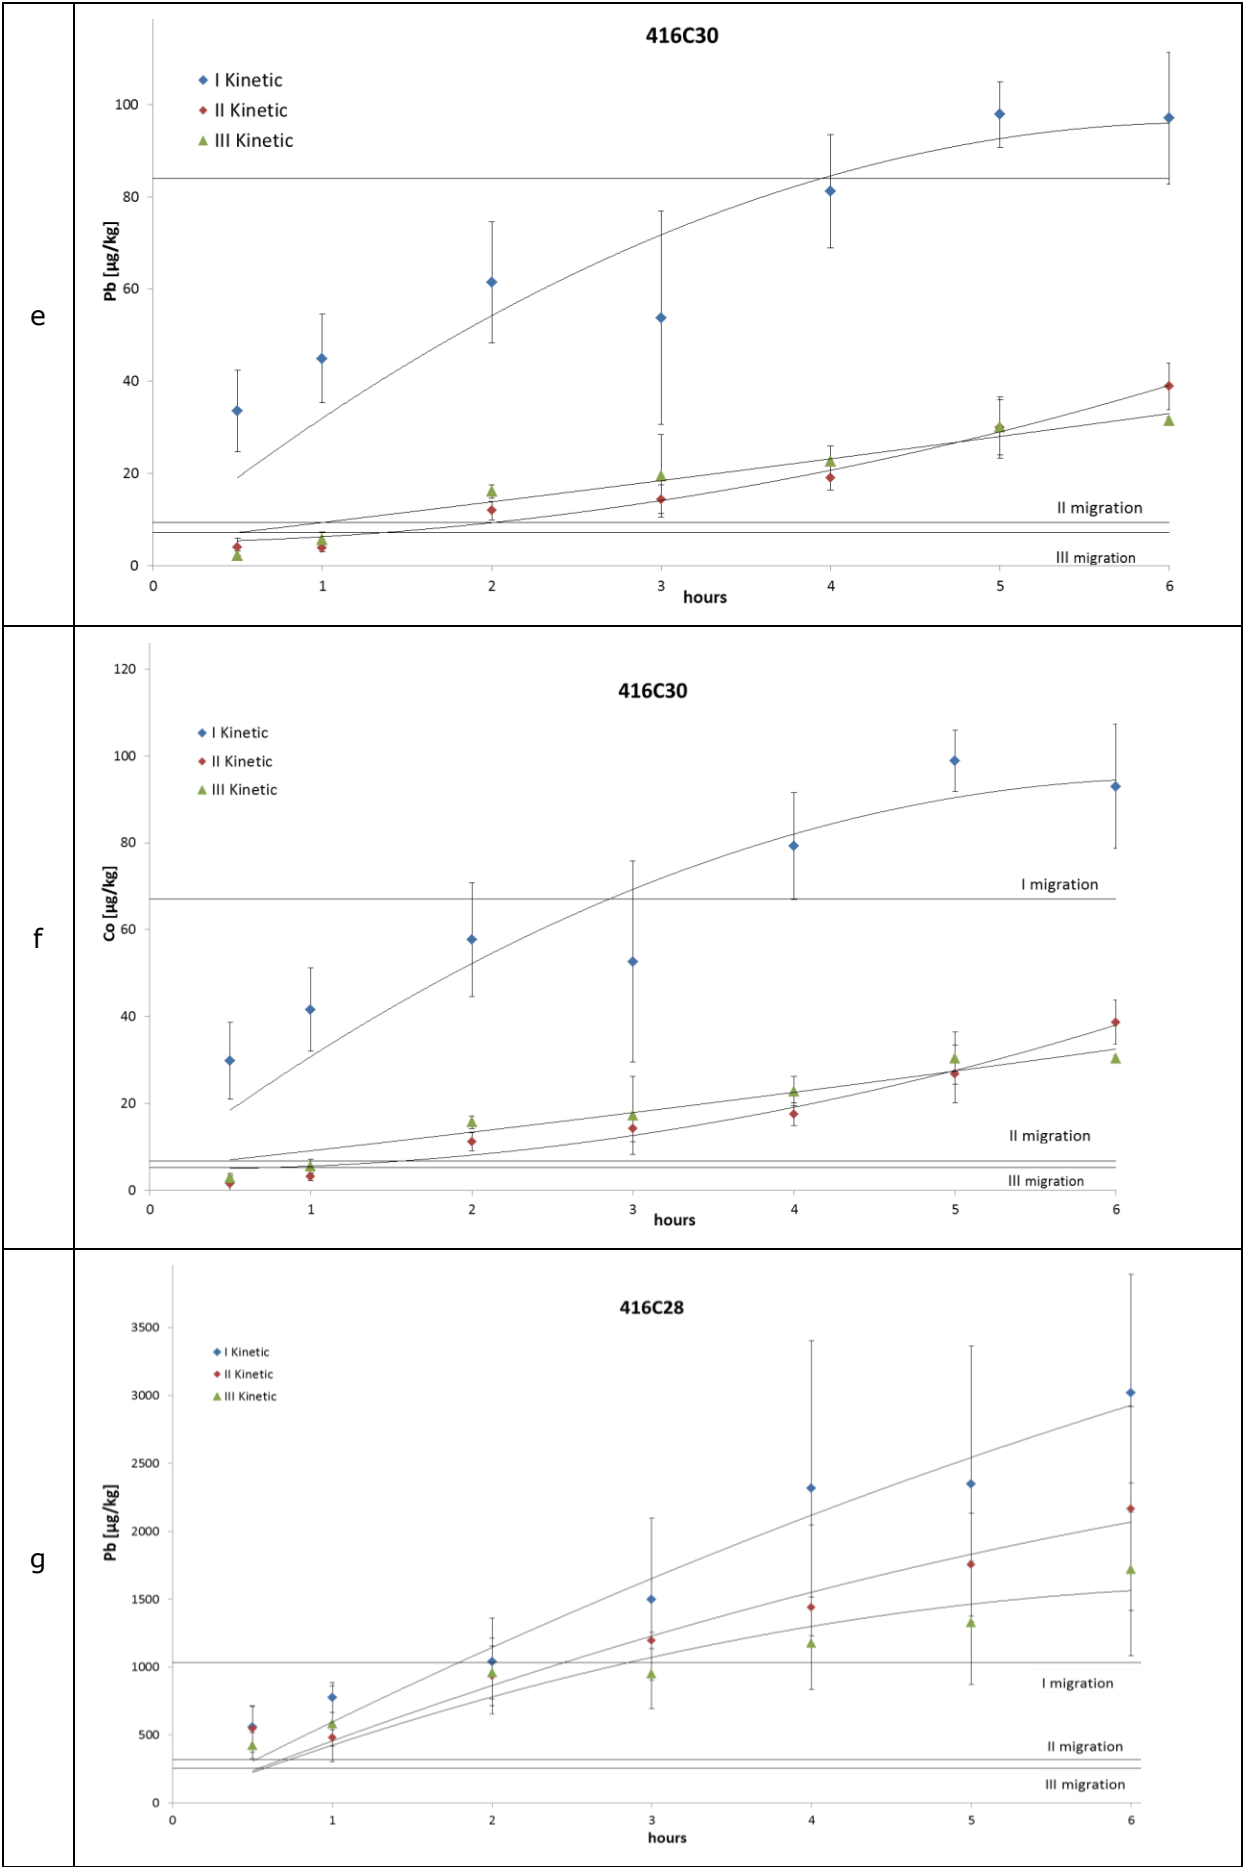 e
416C30
I Kinetic
II Kinetic
III Kinetic
Pb [µg/kg]
100
80
60
40
20
0
II migration
III migration
0 1 2 3 4 5 6
hours
f
416C30
I Kinetic
II Kinetic
III Kinetic
Co [µg/kg]
120
100
80
60
40
20
0
I migration
II migration
III migration
0 1 2 3 4 5 6
hours
g
416C28
I Kinetic
II Kinetic
III Kinetic
Pb [µg/kg]
3500
3000
2500
2000
1500
1000
500
0
I migration
II migration
III migration
0 1 2 3 4 5 6
hours